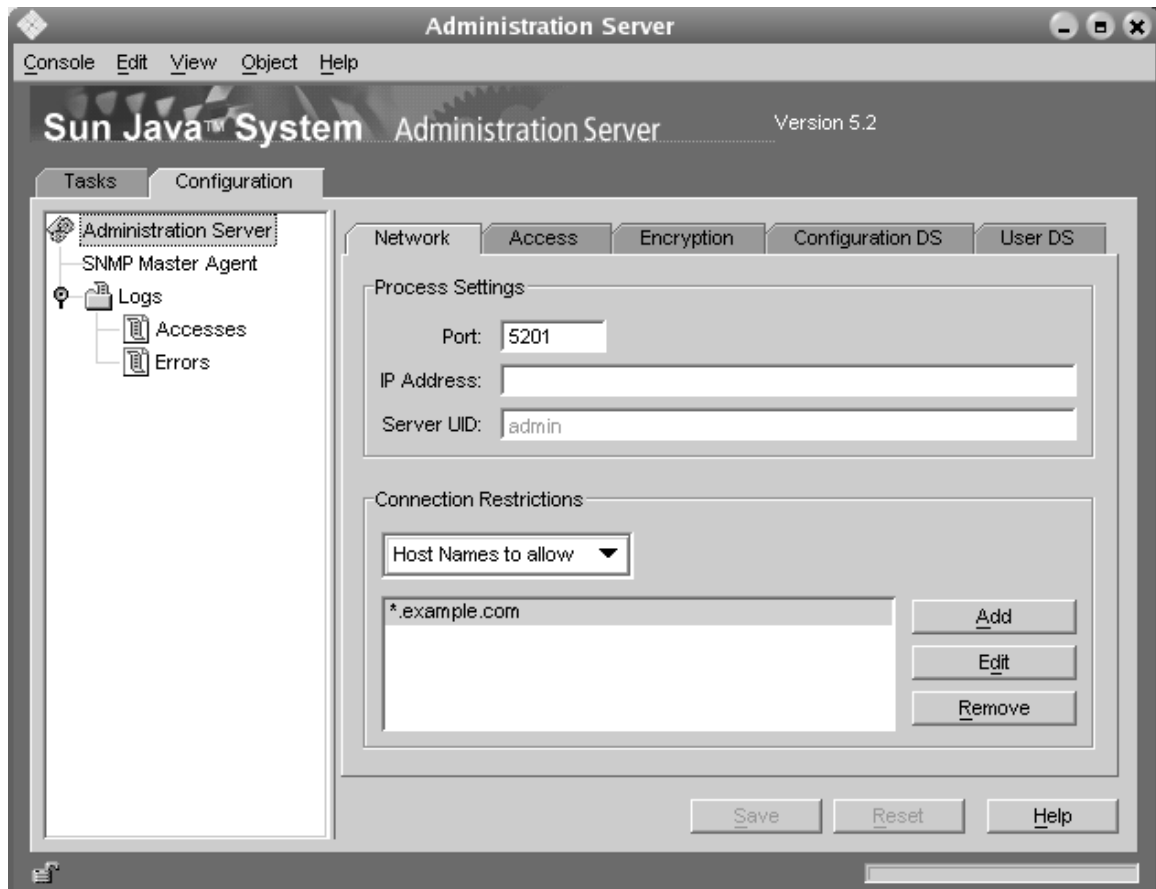 Administration Server
Console Edit View Object Help
Sun Java™ System Administration Server Version 5.2
Tasks Configuration
Administration Server
SNMP Master Agent
Logs
Accesses
Errors
Network Access Encryption Configuration DS User DS
Process Settings
Port: 5201
IP Address:
Server UID: admin
Connection Restrictions
Host Names to allow
*.example.com
Add
Edit
Remove
Save Reset Help